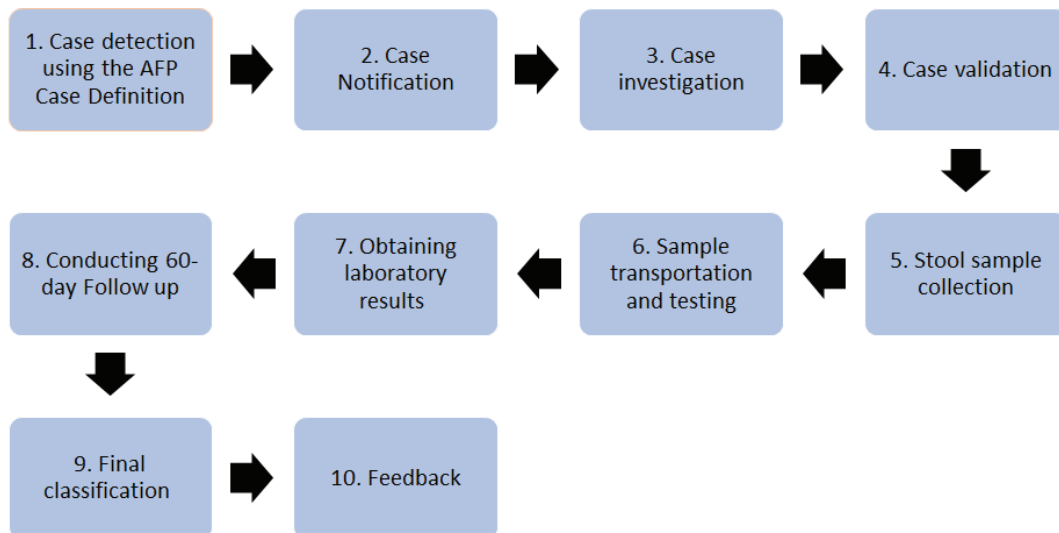 1. Case detection
using the AFP
Case Definition
2. Case
Notification
3. Case
investigation
4. Case validation
5. Stool sample
collection
6. Sample
transportation
and testing
7. Obtaining
laboratory
results
8. Conducting 60-
day Follow up
9. Final
classification
10. Feedback